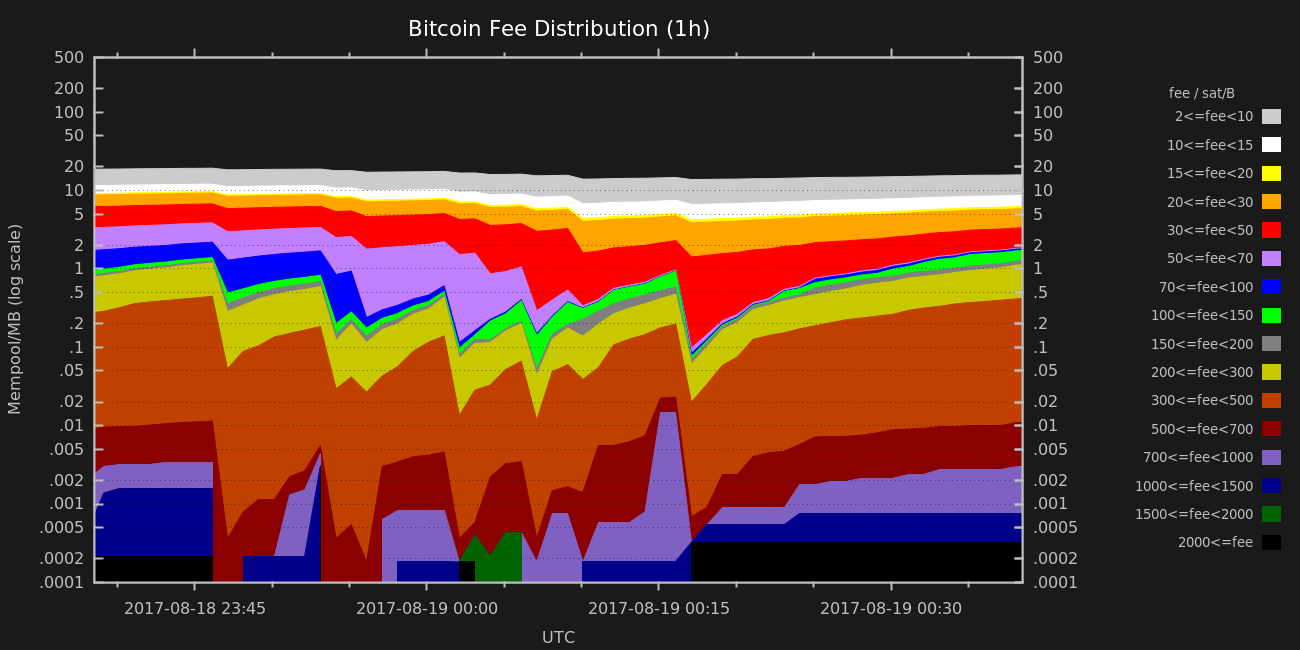 Bitcoin Fee Distribution (1h)
Mempool/MB (log scale)
500
200
100
50
20
10
5
2
1
.5
.2
.1
.05
.02
.01
.005
.002
.001
.0005
.0002
.0001
500
200
100
50
20
10
5
2
1
.5
.2
.1
.05
.02
.01
.005
.002
.001
.0005
.0002
.0001
2017-08-18 23:45
2017-08-19 00:00
2017-08-19 00:15
2017-08-19 00:30
UTC
fee / sat/B
2<=fee<10
10<=fee<15
15<=fee<20
20<=fee<30
30<=fee<50
50<=fee<70
70<=fee<100
100<=fee<150
150<=fee<200
200<=fee<300
300<=fee<500
500<=fee<700
700<=fee<1000
1000<=fee<1500
1500<=fee<2000
2000<=fee